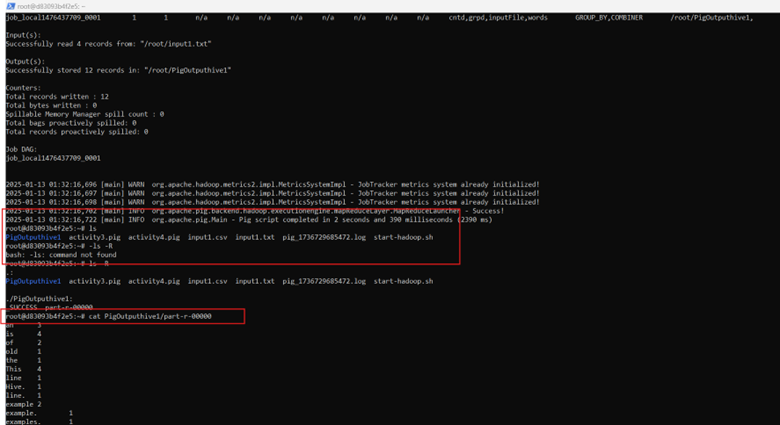 root@d83093b4f2e5: ~
job_local1476437709_0001 1 1 n/a n/a n/a n/a n/a n/a n/a n/a cntd,grpd,inputFile,words GROUP_BY,COMBINER /root/PigOutputhive1,
Input(s):
Successfully read 4 records from: "/root/input1.txt"
Output(s):
Successfully stored 12 records in: "/root/PigOutputhive1"
Counters:
Total records written : 12
Total bytes written : 0
Spillable Memory Manager spill count : 0
Total bags proactively spilled: 0
Total records proactively spilled: 0
Job DAG:
job_local1476437709_0001
2025-01-13 01:32:16,696 [main] WARN org.apache.hadoop.metrics2.impl.MetricsSystemImpl - JobTracker metrics system already initialized!
2025-01-13 01:32:16,697 [main] WARN org.apache.hadoop.metrics2.impl.MetricsSystemImpl - JobTracker metrics system already initialized!
2025-01-13 01:32:16,698 [main] WARN org.apache.hadoop.metrics2.impl.MetricsSystemImpl - JobTracker metrics system already initialized!
2025-01-13 01:32:16,702 [main] INFO org.apache.pig.backend.hadoop.executionengine.mapReduceLayer.MapReduceLauncher - Success!
2025-01-13 01:32:16,722 [main] INFO org.apache.pig.Main - Pig script completed in 2 seconds and 390 milliseconds (2390 ms)
root@d83093b4f2e5:~# ls
PigOutputhive1 activity3.pig activity4.pig input1.csv input1.txt pig_1736729685472.log start-hadoop.sh
root@d83093b4f2e5:~# -ls -R
bash: -ls: command not found
root@d83093b4f2e5:~# ls -R
.:
PigOutputhive1 activity3.pig activity4.pig input1.csv input1.txt pig_1736729685472.log start-hadoop.sh
./PigOutputhive1:
_SUCCESS part-r-00000
root@d83093b4f2e5:~# cat PigOutputhive1/part-r-00000
an 3
is 4
of 2
old 1
the 1
This 4
line 1
Hive. 1
line. 1
example 2
example. 1
examples. 1